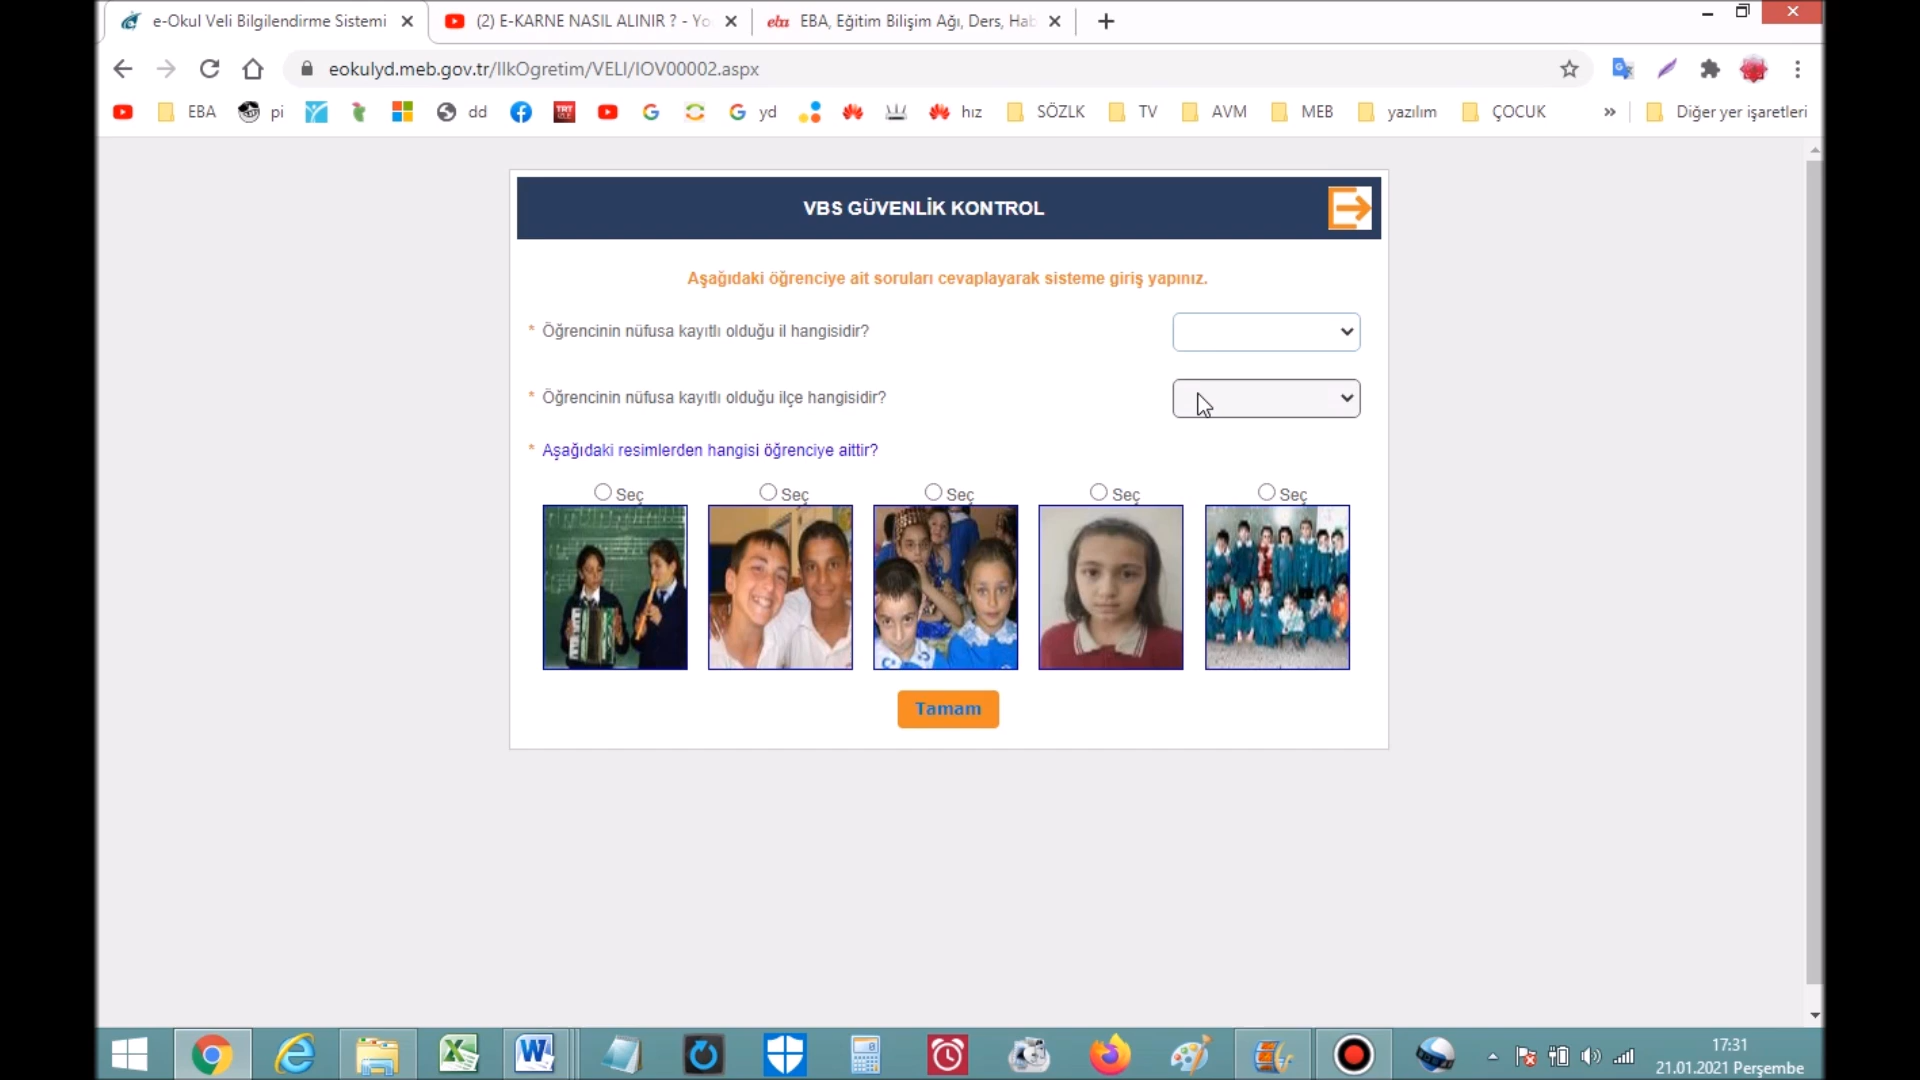 e-Okul Veli Bilgilendirme Sistemi
(2) E-KARNE NASIL ALINIR ? - Yo
eba EBA, Eğitim Bilişim Ağı, Ders, Hab
eokulyd.meb.gov.tr/IlkOgretim/VELI/IOV00002.aspx
EBA pi dd yd hız SÖZLK TV AVM MEB yazılım ÇOCUK » Diğer yer işaretleri
VBS GÜVENLİK KONTROL
Aşağıdaki öğrenciye ait soruları cevaplayarak sisteme giriş yapınız.
* Öğrencinin nüfusa kayıtlı olduğu il hangisidir?
* Öğrencinin nüfusa kayıtlı olduğu ilçe hangisidir?
* Aşağıdaki resimlerden hangisi öğrenciye aittir?
Seç Seç Seç Seç Seç
Tamam
17:31
21.01.2021 Perşembe